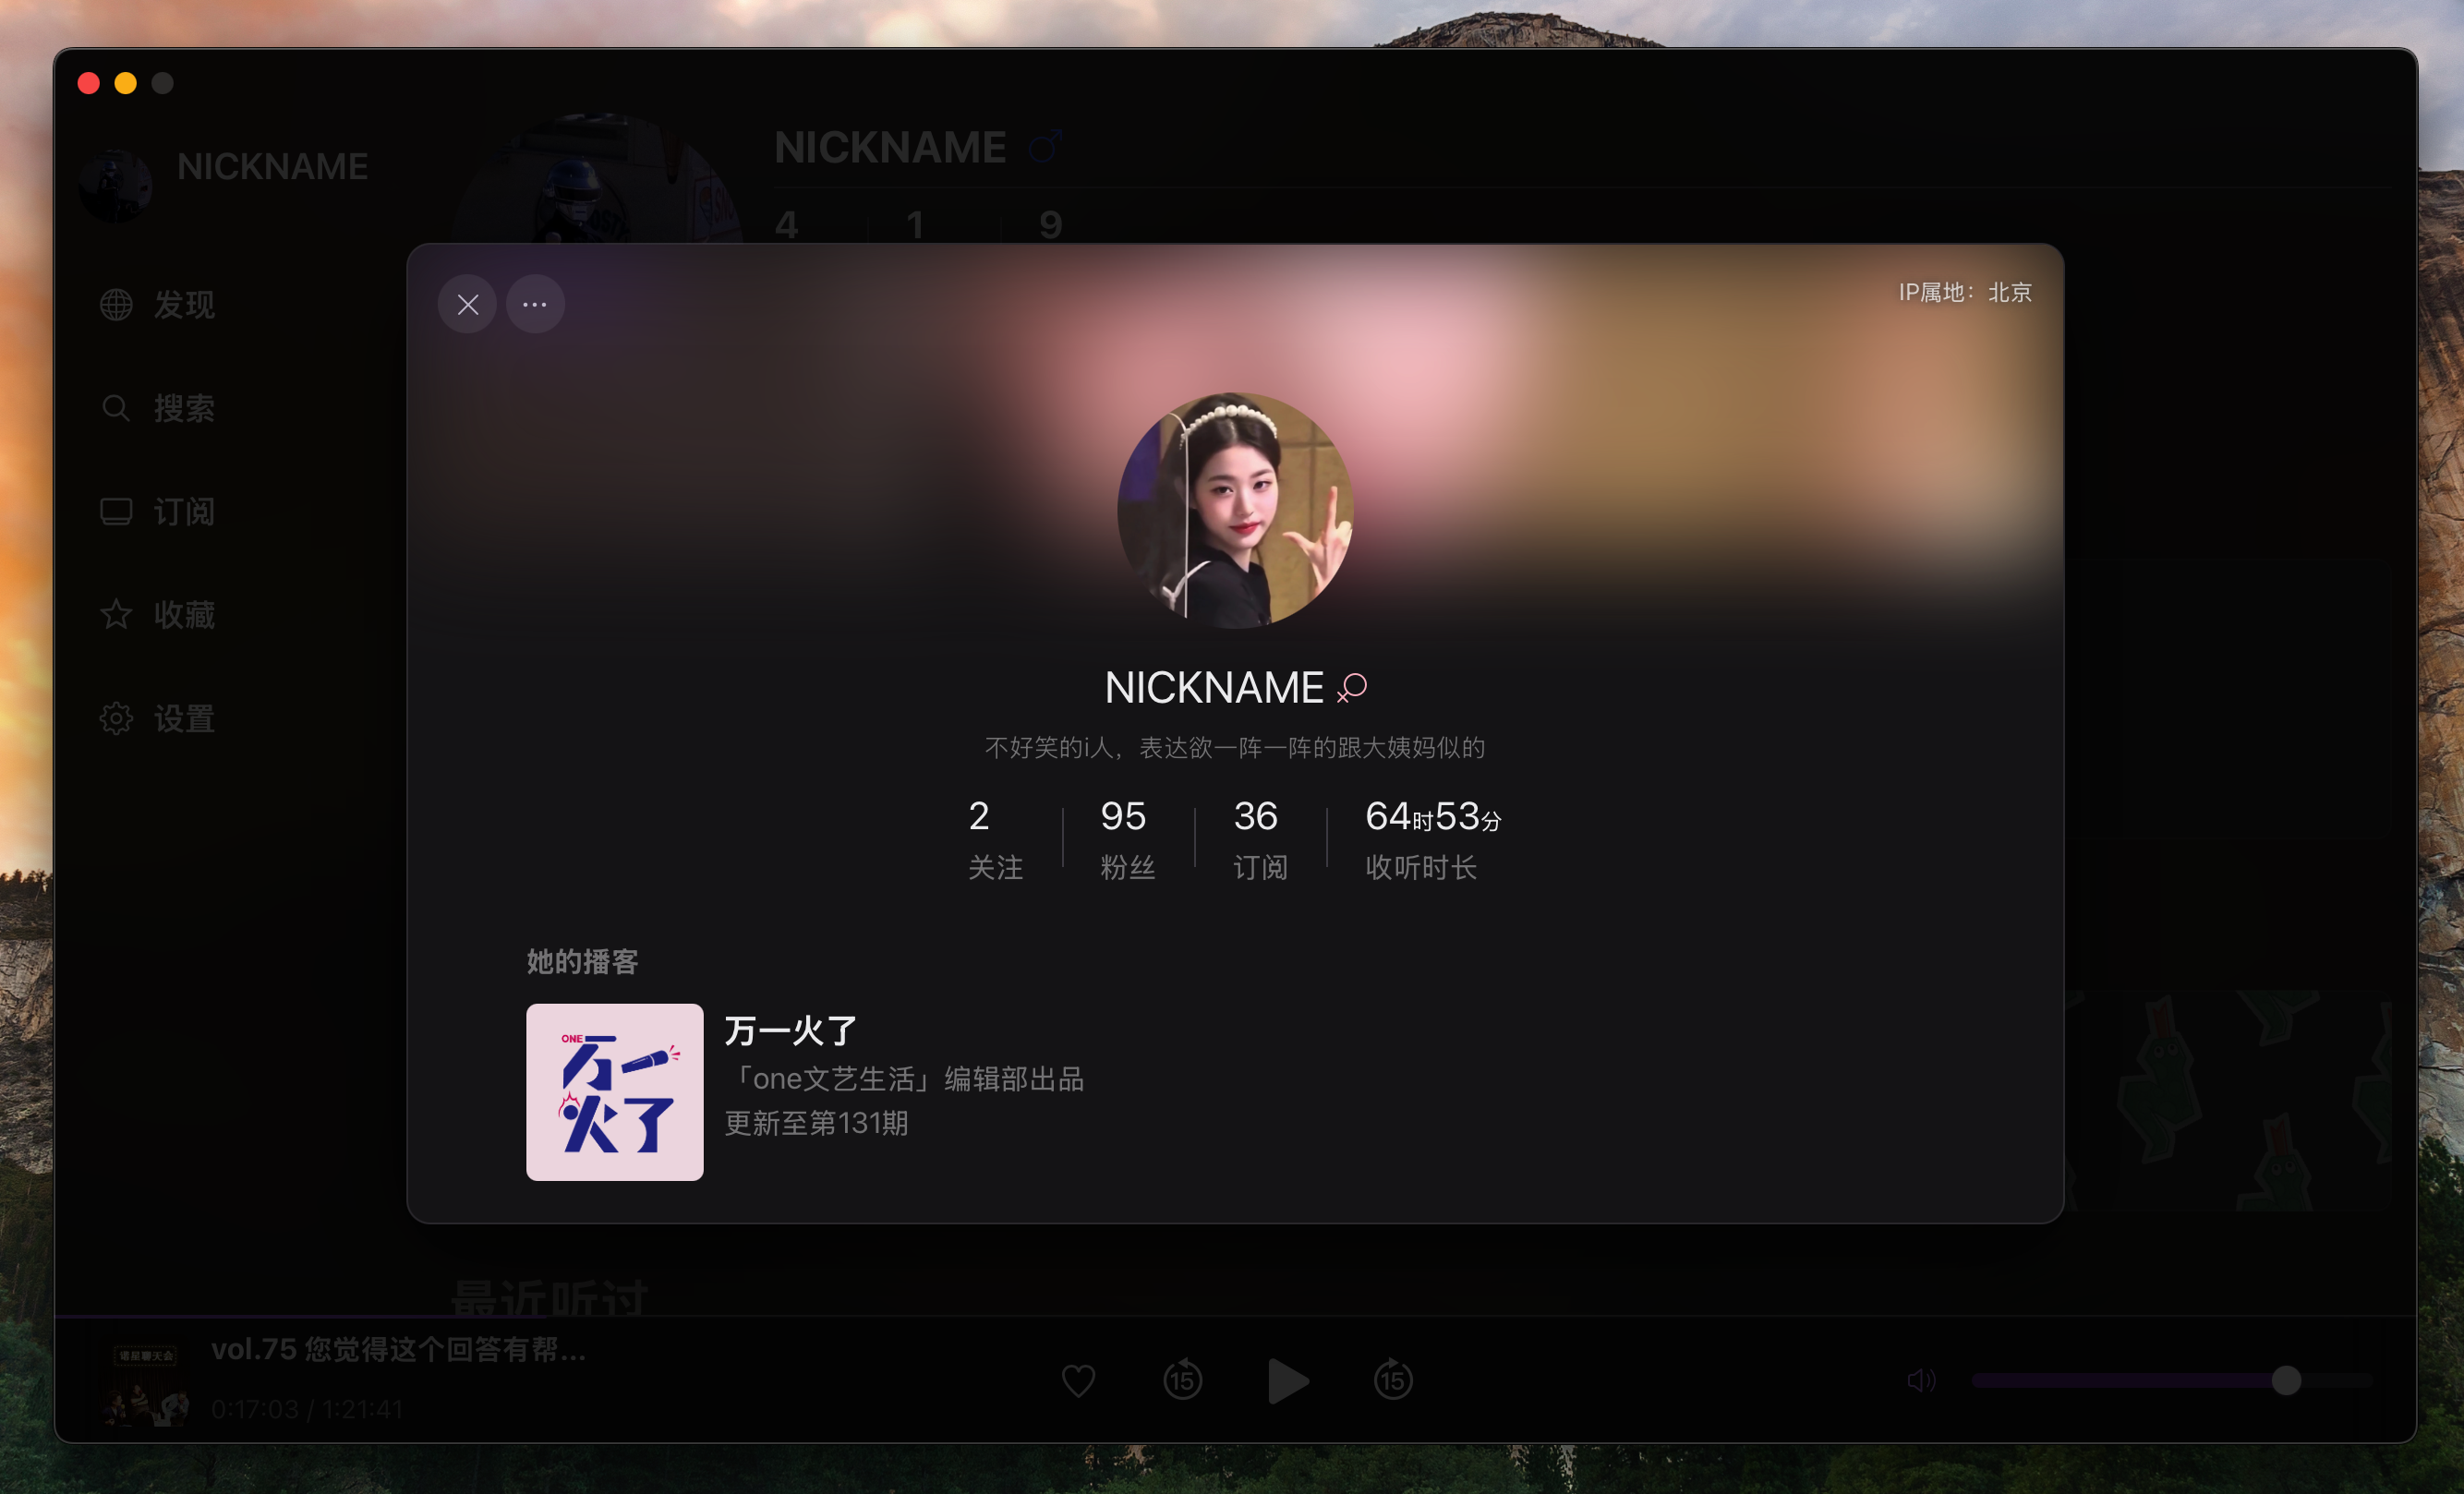 NICKNAME
发现
搜索
订阅
收藏
设置
NICKNAME
4 1 9
IP属地：北京
NICKNAME
不好笑的i人，表达欲一阵一阵的跟大姨妈似的
2 95 36 64时53分
关注 粉丝 订阅 收听时长
她的播客
ONE
万一
火了
万一火了
「one文艺生活」编辑部出品
更新至第131期
最近听过
诺星聊天会
vol.75 您觉得这个回答有帮...
0:17:03 / 1:21:41
15 15